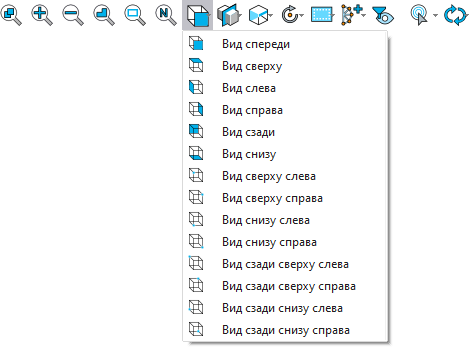 N
Вид спереди
Вид сверху
Вид слева
Вид справа
Вид сзади
Вид снизу
Вид сверху слева
Вид сверху справа
Вид снизу слева
Вид снизу справа
Вид сзади сверху слева
Вид сзади сверху справа
Вид сзади снизу слева
Вид сзади снизу справа